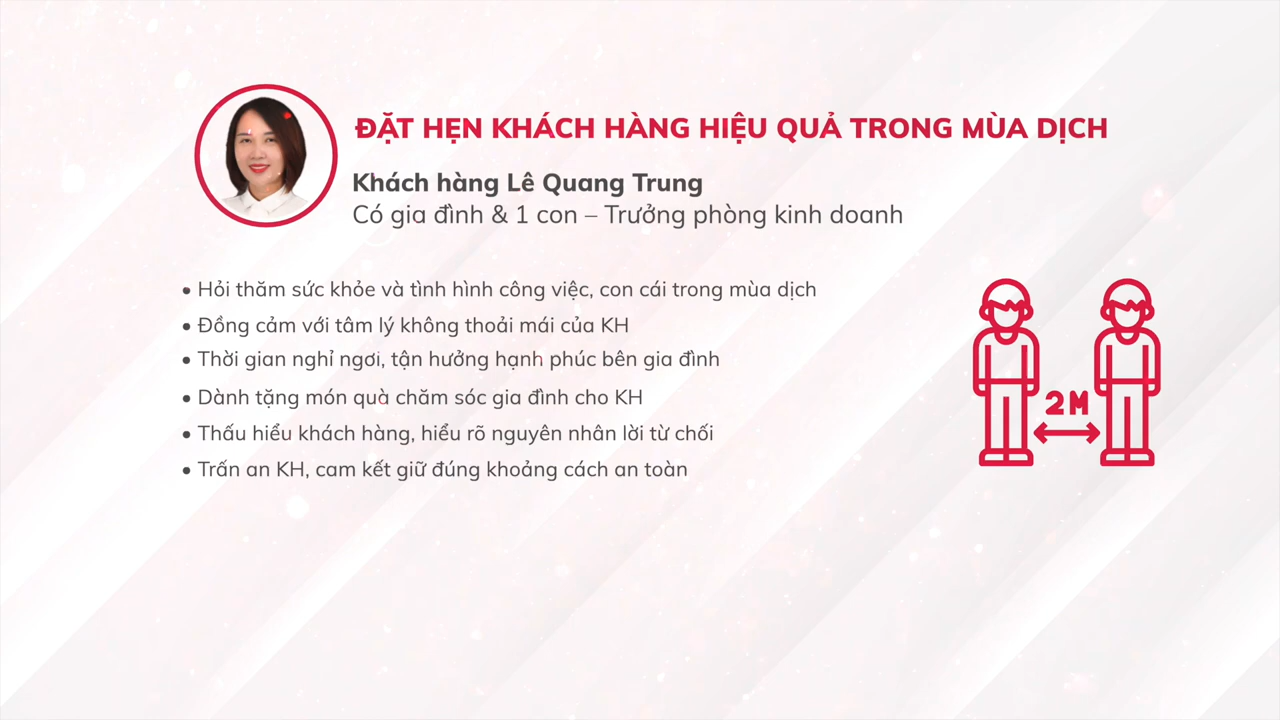 ĐẶT HẸN KHÁCH HÀNG HIỆU QUẢ TRONG MÙA DỊCH
Khách hàng Lê Quang Trung
Có gia đình & 1 con – Trưởng phòng kinh doanh
• Hỏi thăm sức khỏe và tình hình công việc, con cái trong mùa dịch
• Đồng cảm với tâm lý không thoải mái của KH
• Thời gian nghỉ ngơi, tận hưởng hạnh phúc bên gia đình
• Dành tặng món quà chăm sóc gia đình cho KH
• Thấu hiểu khách hàng, hiểu rõ nguyên nhân lời từ chối
• Trấn an KH, cam kết giữ đúng khoảng cách an toàn
2M